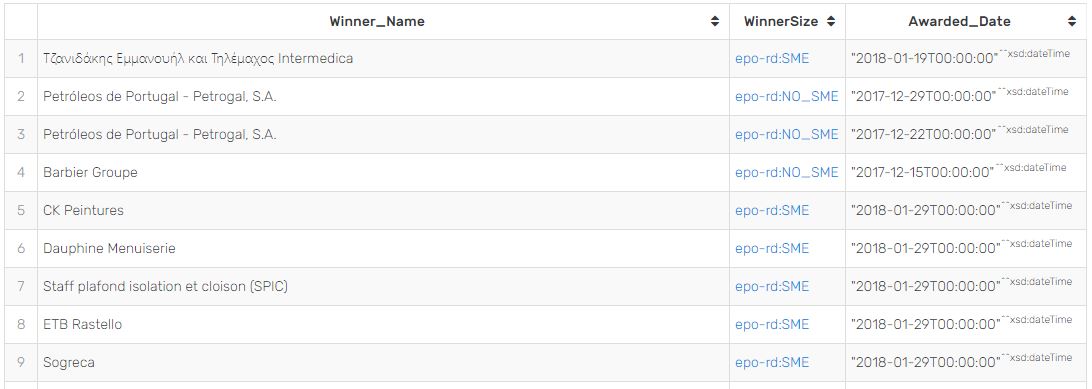 Winner_Name WinnerSize Awarded_Date
1 Τζανιδάκης Εμμανουήλ και Τηλέμαχος Intermedica epo-rd:SME "2018-01-19T00:00:00"^^xsd:dateTime
2 Petróleos de Portugal - Petrogal, S.A. epo-rd:NO_SME "2017-12-29T00:00:00"^^xsd:dateTime
3 Petróleos de Portugal - Petrogal, S.A. epo-rd:NO_SME "2017-12-22T00:00:00"^^xsd:dateTime
4 Barbier Groupe epo-rd:NO_SME "2017-12-15T00:00:00"^^xsd:dateTime
5 CK Peintures epo-rd:SME "2018-01-29T00:00:00"^^xsd:dateTime
6 Dauphine Menuiserie epo-rd:SME "2018-01-29T00:00:00"^^xsd:dateTime
7 Staff plafond isolation et cloison (SPIC) epo-rd:SME "2018-01-29T00:00:00"^^xsd:dateTime
8 ETB Rastello epo-rd:SME "2018-01-29T00:00:00"^^xsd:dateTime
9 Sogreca epo-rd:SME "2018-01-29T00:00:00"^^xsd:dateTime